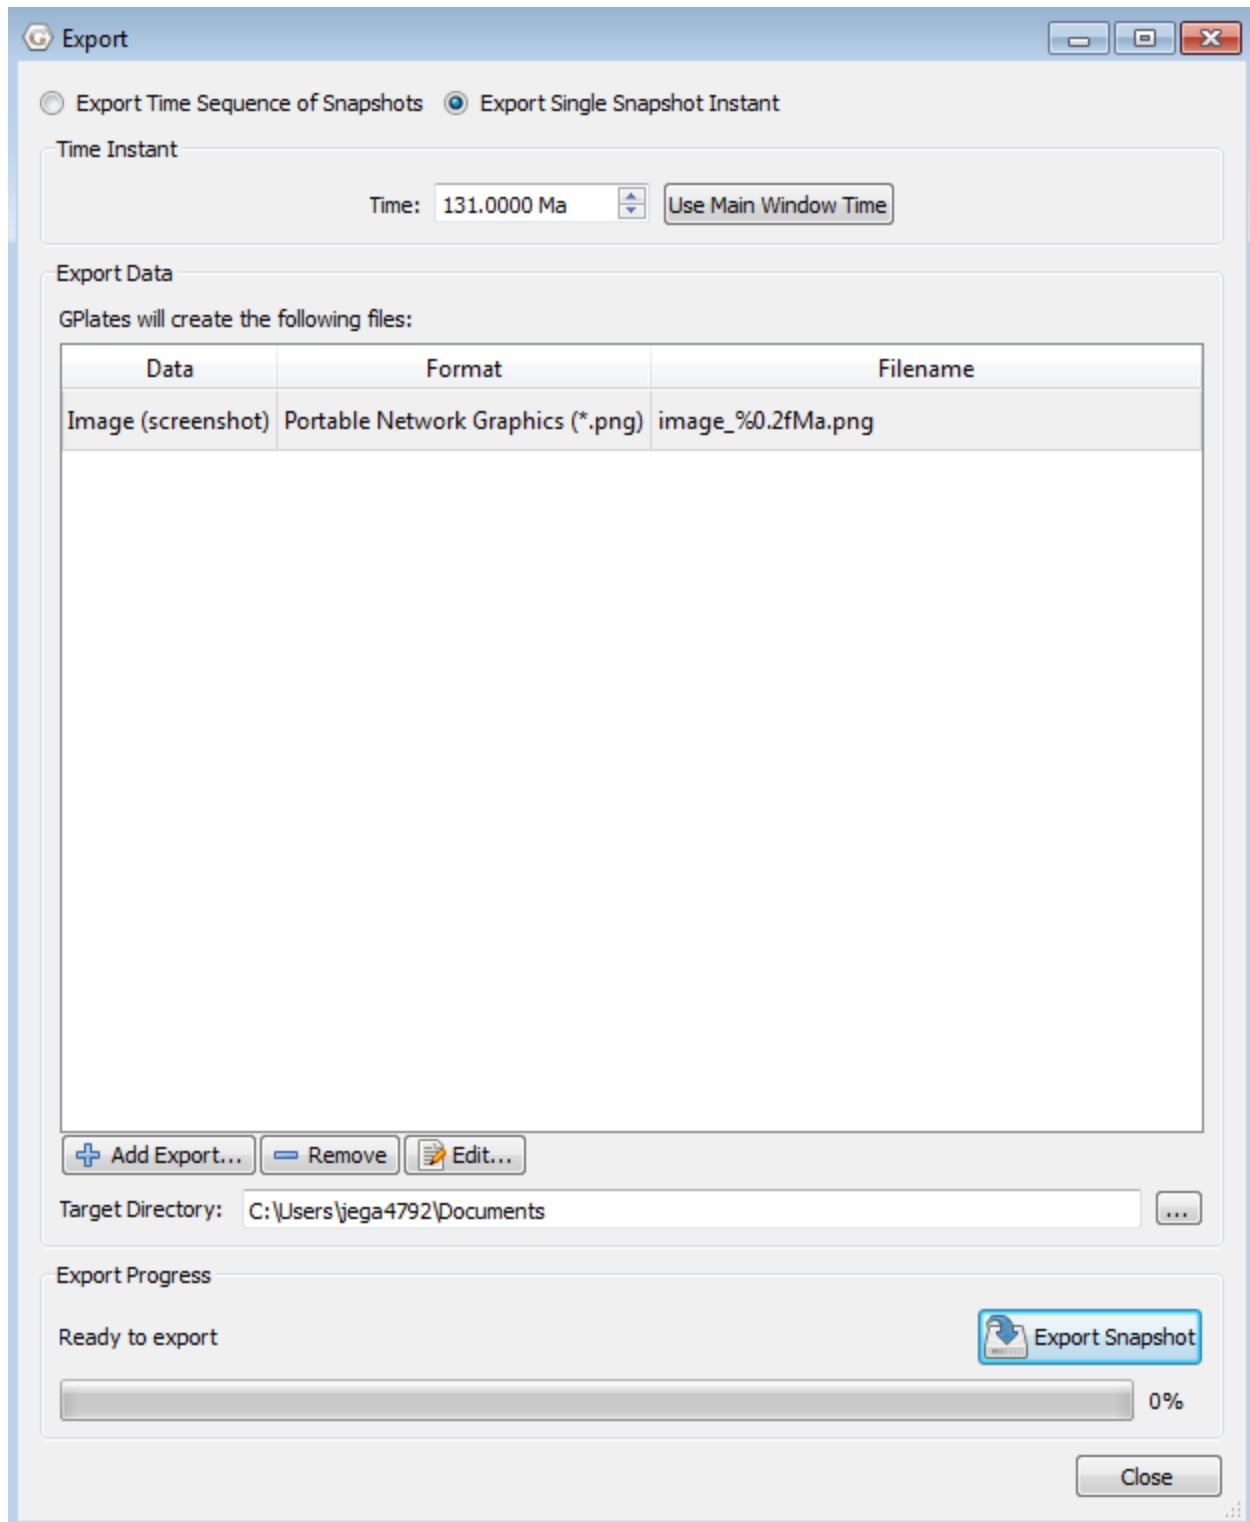 Export
Export Time Sequence of Snapshots Export Single Snapshot Instant
Time Instant
Time: 131.0000 Ma Use Main Window Time
Export Data
GPlates will create the following files:
Data Format Filename
Image (screenshot) Portable Network Graphics (*.png) image_%0.2fMa.png
Add Export... Remove Edit...
Target Directory: C:\Users\jega4792\Documents ...
Export Progress
Ready to export Export Snapshot
0%
Close